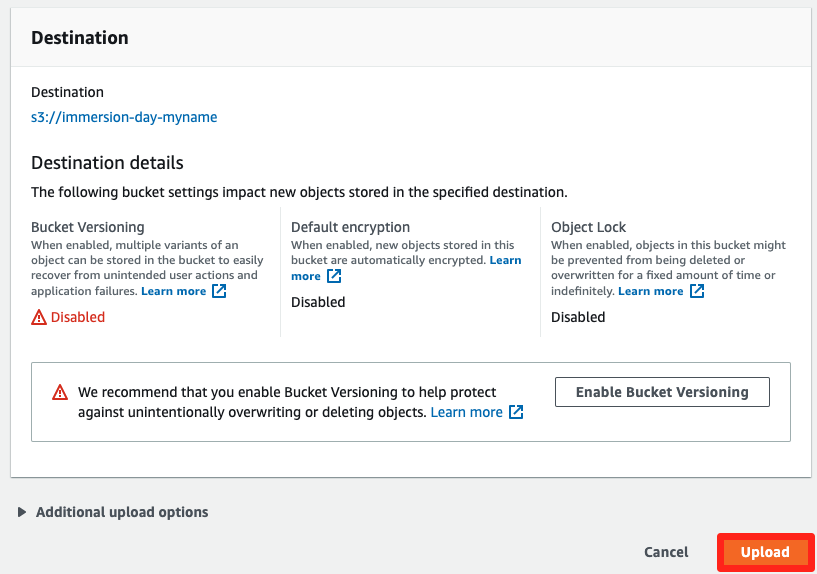 Destination
Destination
s3://immersion-day-myname
Destination details
The following bucket settings impact new objects stored in the specified destination.
Bucket Versioning
When enabled, multiple variants of an
object can be stored in the bucket to easily
recover from unintended user actions and
application failures. Learn more
Disabled
Default encryption
When enabled, new objects stored in this
bucket are automatically encrypted. Learn
more
Disabled
Object Lock
When enabled, objects in this bucket might
be prevented from being deleted or
overwritten for a fixed amount of time or
indefinitely. Learn more
Disabled
We recommend that you enable Bucket Versioning to help protect
against unintentionally overwriting or deleting objects. Learn more
Enable Bucket Versioning
Additional upload options
Cancel
Upload